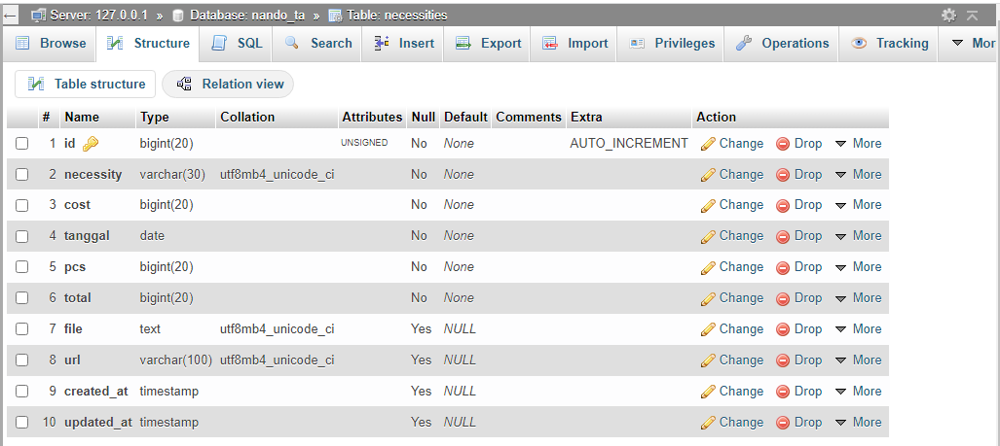 Server: 127.0.0.1 » Database: nando_ta » Table: necessities
Browse Structure SQL Search Insert Export Import Privileges Operations Tracking Mor
Table structure Relation view
# Name Type Collation Attributes Null Default Comments Extra Action
1 id bigint(20) UNSIGNED No None AUTO_INCREMENT Change Drop More
2 necessity varchar(30) utf8mb4_unicode_ci No None Change Drop More
3 cost bigint(20) No None Change Drop More
4 tanggal date No None Change Drop More
5 pcs bigint(20) No None Change Drop More
6 total bigint(20) No None Change Drop More
7 file text utf8mb4_unicode_ci Yes NULL Change Drop More
8 url varchar(100) utf8mb4_unicode_ci Yes NULL Change Drop More
9 created_at timestamp Yes NULL Change Drop More
10 updated_at timestamp Yes NULL Change Drop More